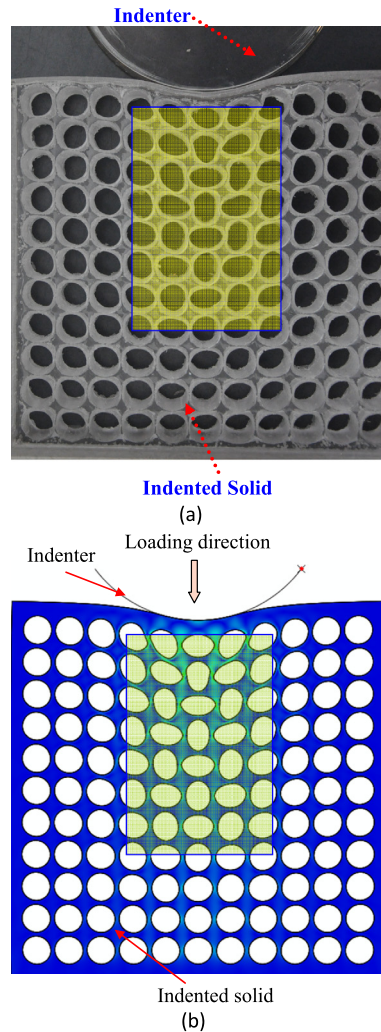 Indenter
Indented Solid
(a)
Loading direction
Indenter
Indented solid
(b)